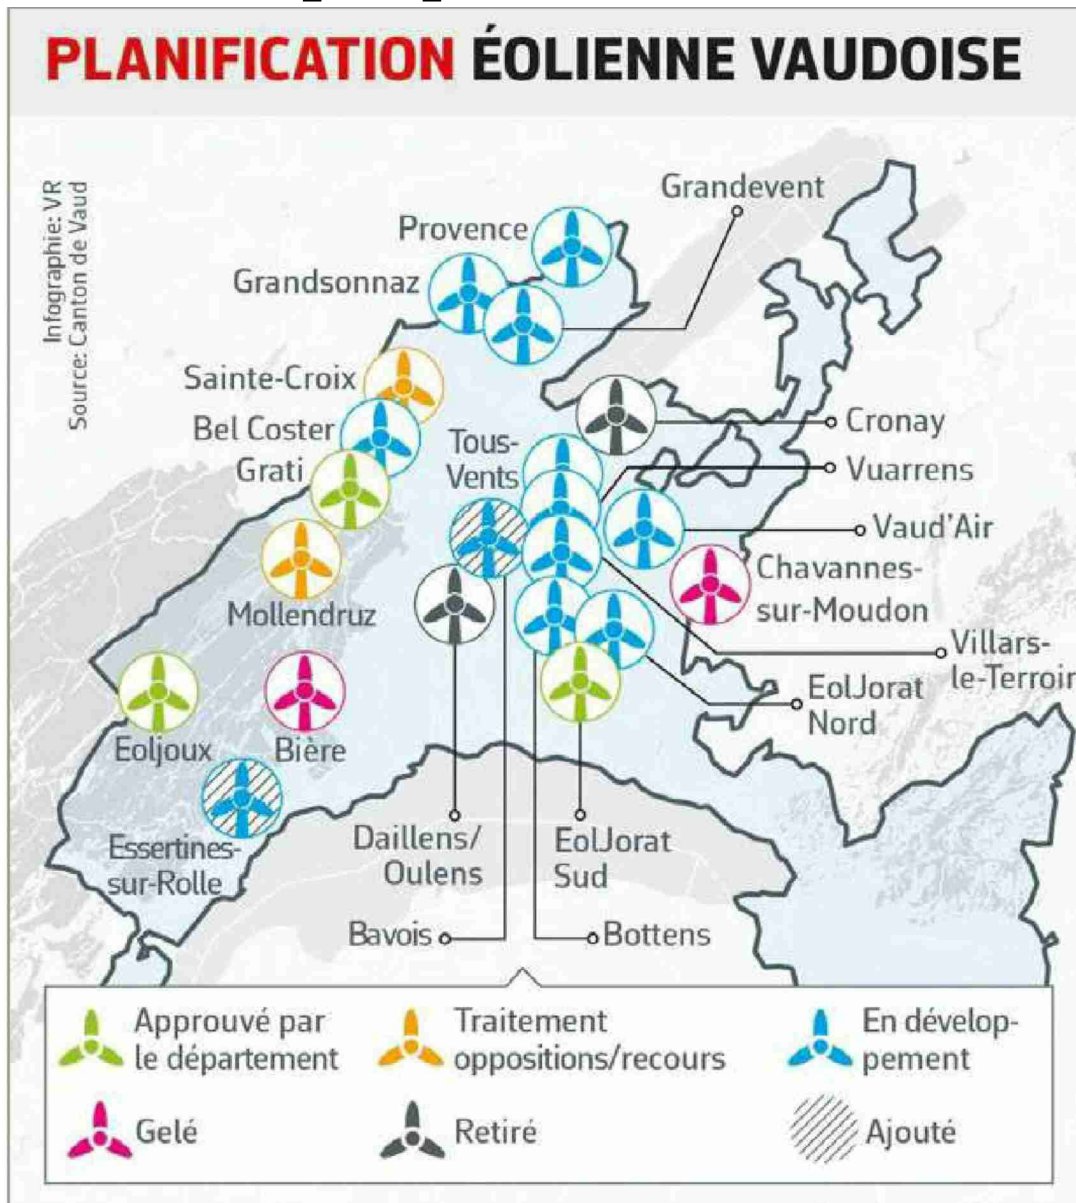 PLANIFICATION ÉOLIENNE VAUDOISE
Infographie: VR
Source: Canton de Vaud
Grandevent
Provence
Grandsonnaz
Sainte-Croix
Bel Coster
Grati
Tous-
Vents
Cronay
Vuarrens
Vaud'Air
Chavannes-
sur-Moudon
Mollendruz
Villars-
le-Terroir
EolJorat
Nord
Eoljoux
Bière
Essertines-
sur-Rolle
Daillens/
Oulens
EolJorat
Sud
Bavois
Bottens
Approuvé par
le département
Traitement
oppositions/recours
En dévelop-
pement
Gelé
Retiré
Ajouté